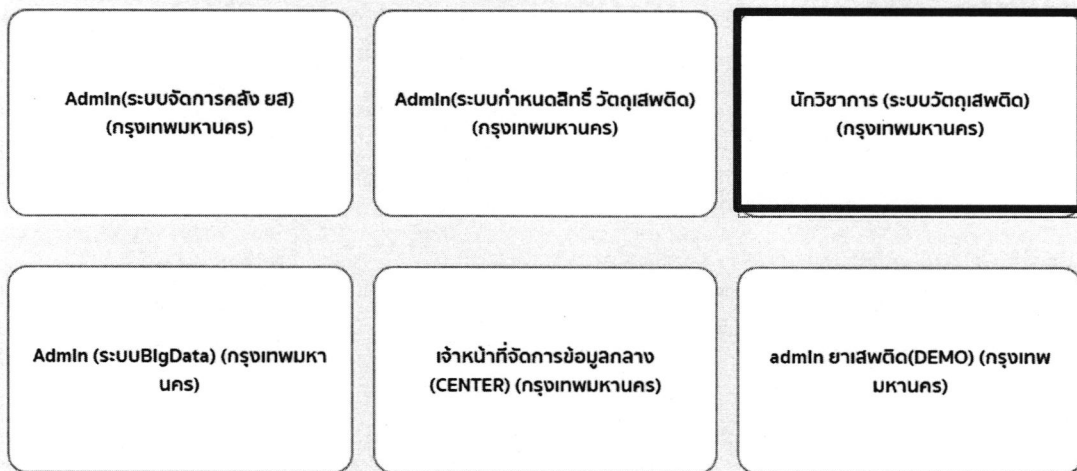 Admin(ระบบจัดการคลัง ยส)
(กรุงเทพมหานคร)
Admin(ระบบกำหนดสิทธิ์ วัตถุเสพติด)
(กรุงเทพมหานคร)
นักวิชาการ (ระบบวัตถุเสพติด)
(กรุงเทพมหานคร)
Admin (ระบบBigData) (กรุงเทพมหา
นคร)
เจ้าหน้าที่จัดการข้อมูลกลาง
(CENTER) (กรุงเทพมหานคร)
admin ยาเสพติด(DEMO) (กรุงเทพ
มหานคร)